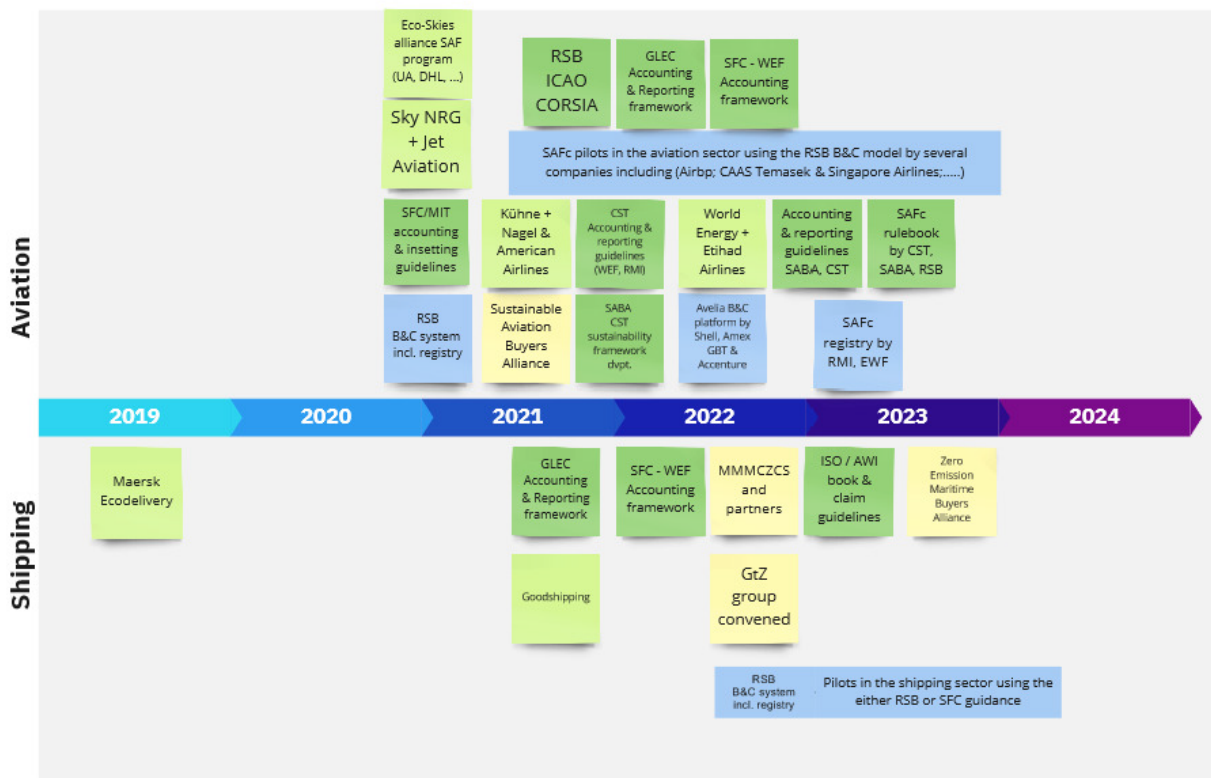 Eco-Skies
alliance SAF
program
(UA, DHL, ...)
RSB
ICAO
CORSIA
GLEC
Accounting
& Reporting
framework
SFC - WEF
Accounting
framework
Sky NRG
+ Jet
Aviation
SAFc pilots in the aviation sector using the RSB B&C model by several
companies including (Airbp; CAAS Temasek & Singapore Airlines;.....)
SFC/MIT
accounting
& insetting
guidelines
Kühne +
Nagel &
American
Airlines
CST
Accounting &
reporting
guidelines
(WEF, RMI)
World
Energy +
Etihad
Airlines
Accounting
& reporting
guidelines
SABA, CST
SAFc
rulebook
by CST,
SABA, RSB
RSB
B&C system
incl. registry
Sustainable
Aviation
Buyers
Alliance
SABA
CST
sustainability
framework
dvpt.
Avelia B&C
platform by
Shell, Amex
GBT &
Accenture
SAFc
registry by
RMI, EWF
Aviation
2019
2020
2021
2022
2023
2024
Shipping
Maersk
Ecodelivery
GLEC
Accounting
& Reporting
framework
SFC - WEF
Accounting
framework
MMMCZCS
and
partners
ISO / AWI
book &
claim
guidelines
Zero
Emission
Maritime
Buyers
Alliance
Goodshipping
GtZ
group
convened
RSB
B&C system
incl. registry
Pilots in the shipping sector using the
either RSB or SFC guidance